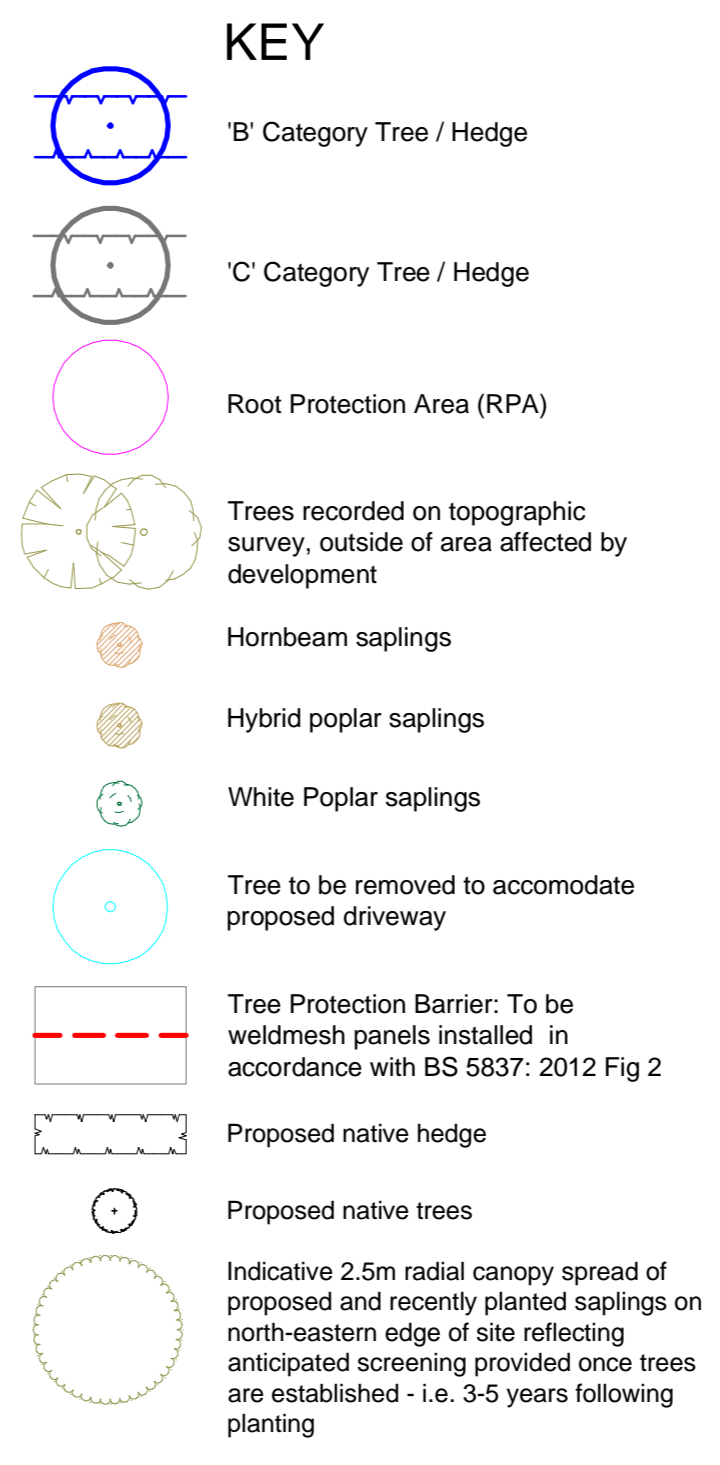 KEY
'B' Category Tree / Hedge
'C' Category Tree / Hedge
Root Protection Area (RPA)
Trees recorded on topographic
survey, outside of area affected by
development
Hornbeam saplings
Hybrid poplar saplings
White Poplar saplings
Tree to be removed to accomodate
proposed driveway
Tree Protection Barrier: To be
weldmesh panels installed in
accordance with BS 5837: 2012 Fig 2
Proposed native hedge
Proposed native trees
Indicative 2.5m radial canopy spread of
proposed and recently planted saplings on
north-eastern edge of site reflecting
anticipated screening provided once trees
are established - i.e. 3-5 years following
planting